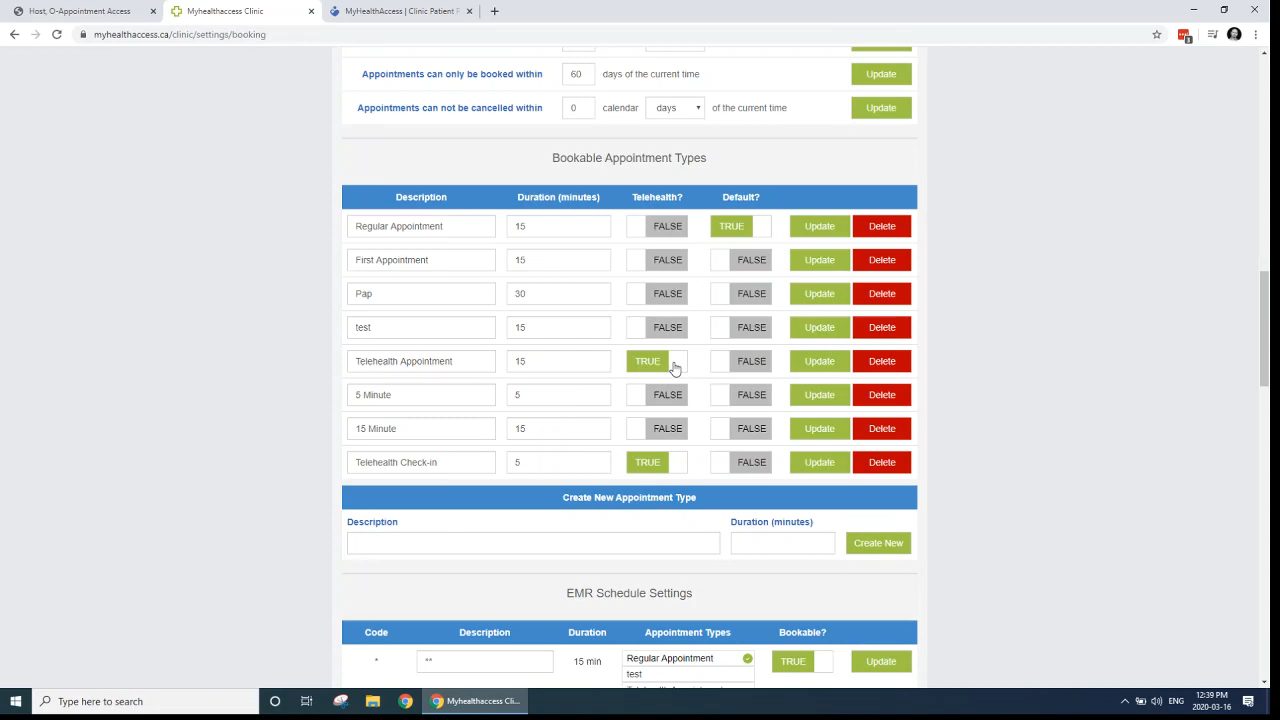 Host, O-Appointment Access
Myhealthaccess Clinic
MyHealthAccess | Clinic Patient F
myhealthaccess.ca/clinic/settings/booking
Appointments can only be booked within 60 days of the current time Update
Appointments can not be cancelled within 0 calendar days of the current time Update
Bookable Appointment Types
Description Duration (minutes) Telehealth? Default?
Regular Appointment 15 FALSE TRUE Update Delete
First Appointment 15 FALSE FALSE Update Delete
Pap 30 FALSE FALSE Update Delete
test 15 FALSE FALSE Update Delete
Telehealth Appointment 15 TRUE FALSE Update Delete
5 Minute 5 FALSE FALSE Update Delete
15 Minute 15 FALSE FALSE Update Delete
Telehealth Check-in 5 TRUE FALSE Update Delete
Create New Appointment Type
Description Duration (minutes)
Create New
EMR Schedule Settings
Code Description Duration Appointment Types Bookable?
* ** 15 min Regular Appointment TRUE Update
test
Type here to search
Myhealthaccess Cli...
ENG
12:39 PM
2020-03-16